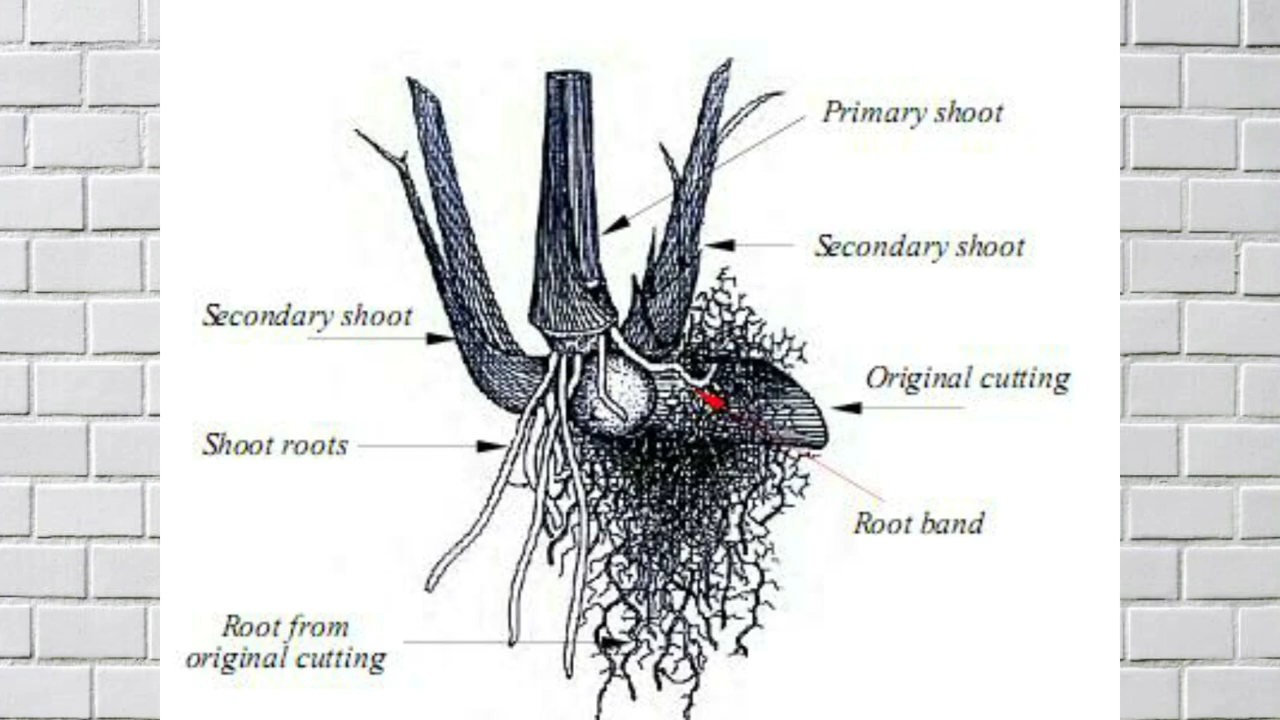 Primary shoot
Secondary shoot
Secondary shoot
Original cutting
Shoot roots
Root band
Root from
original cutting